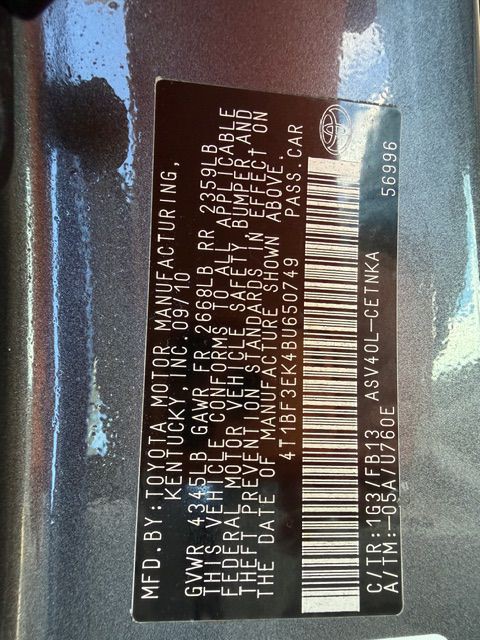 MFD.BY:TOYOTA MOTOR MANUFACTURING,
KENTUCKY, INC. 09/10
GVWR 4345LB GAWR FR 2668LB RR 2359LB
THIS VEHICLE CONFORMS TO ALL APPLICABLE
FEDERAL MOTOR VEHICLE SAFETY, BUMPER AND
THEFT PREVENTION STANDARDS IN EFFECT ON
THE DATE OF MANUFACTURE SHOWN ABOVE.
4T1BF3EK4BU650749 PASS.CAR
C/TR:1G3/FB13 ASV40L-CETNKA
A/TM:-05A/U760E 56996